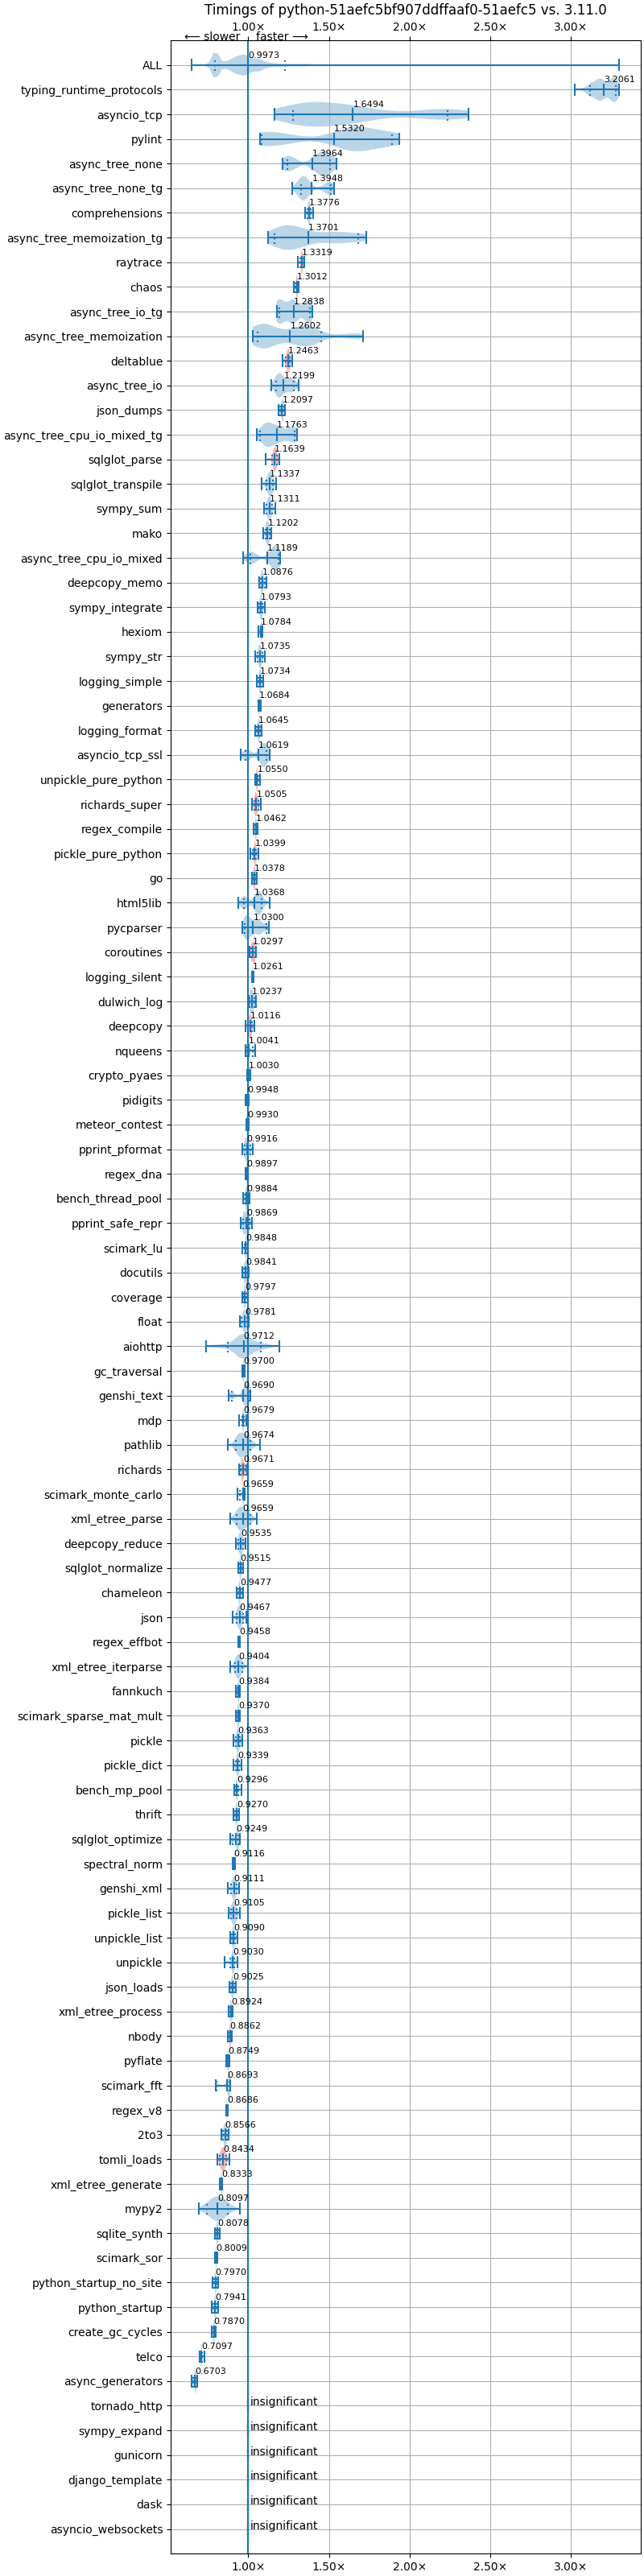 Timings of python-51aefc5bf907ddffaaf0-51aefc5 vs. 3.11.0
1.00× 1.50× 2.00× 2.50× 3.00×
⟵ slower faster ⟶
ALL 0.9973
typing_runtime_protocols 3.2061
asyncio_tcp 1.6494
pylint 1.5320
async_tree_none 1.3964
async_tree_none_tg 1.3948
comprehensions 1.3776
async_tree_memoization_tg 1.3701
raytrace 1.3319
chaos 1.3012
async_tree_io_tg 1.2838
async_tree_memoization 1.2602
deltablue 1.2463
async_tree_io 1.2199
json_dumps 1.2097
async_tree_cpu_io_mixed_tg 1.1763
sqlglot_parse 1.1639
sqlglot_transpile 1.1337
sympy_sum 1.1311
mako 1.1202
async_tree_cpu_io_mixed 1.1189
deepcopy_memo 1.0876
sympy_integrate 1.0793
hexiom 1.0784
sympy_str 1.0735
logging_simple 1.0734
generators 1.0684
logging_format 1.0645
asyncio_tcp_ssl 1.0619
unpickle_pure_python 1.0550
richards_super 1.0505
regex_compile 1.0462
pickle_pure_python 1.0399
go 1.0378
html5lib 1.0368
pycparser 1.0300
coroutines 1.0297
logging_silent 1.0261
dulwich_log 1.0237
deepcopy 1.0116
nqueens 1.0041
crypto_pyaes 1.0030
pidigits 0.9948
meteor_contest 0.9930
pprint_pformat 0.9916
regex_dna 0.9897
bench_thread_pool 0.9884
pprint_safe_repr 0.9869
scimark_lu 0.9848
docutils 0.9841
coverage 0.9797
float 0.9781
aiohttp 0.9712
gc_traversal 0.9700
genshi_text 0.9690
mdp 0.9679
pathlib 0.9674
richards 0.9671
scimark_monte_carlo 0.9659
xml_etree_parse 0.9659
deepcopy_reduce 0.9535
sqlglot_normalize 0.9515
chameleon 0.9477
json 0.9467
regex_effbot 0.9458
xml_etree_iterparse 0.9404
fannkuch 0.9384
scimark_sparse_mat_mult 0.9370
pickle 0.9363
pickle_dict 0.9339
bench_mp_pool 0.9296
thrift 0.9270
sqlglot_optimize 0.9249
spectral_norm 0.9116
genshi_xml 0.9111
pickle_list 0.9105
unpickle_list 0.9090
unpickle 0.9030
json_loads 0.9025
xml_etree_process 0.8924
nbody 0.8862
pyflate 0.8749
scimark_fft 0.8693
regex_v8 0.8686
2to3 0.8566
tomli_loads 0.8434
xml_etree_generate 0.8333
mypy2 0.8097
sqlite_synth 0.8078
scimark_sor 0.8009
python_startup_no_site 0.7970
python_startup 0.7941
create_gc_cycles 0.7870
telco 0.7097
async_generators 0.6703
tornado_http insignificant
sympy_expand insignificant
gunicorn insignificant
django_template insignificant
dask insignificant
asyncio_websockets insignificant
1.00× 1.50× 2.00× 2.50× 3.00×